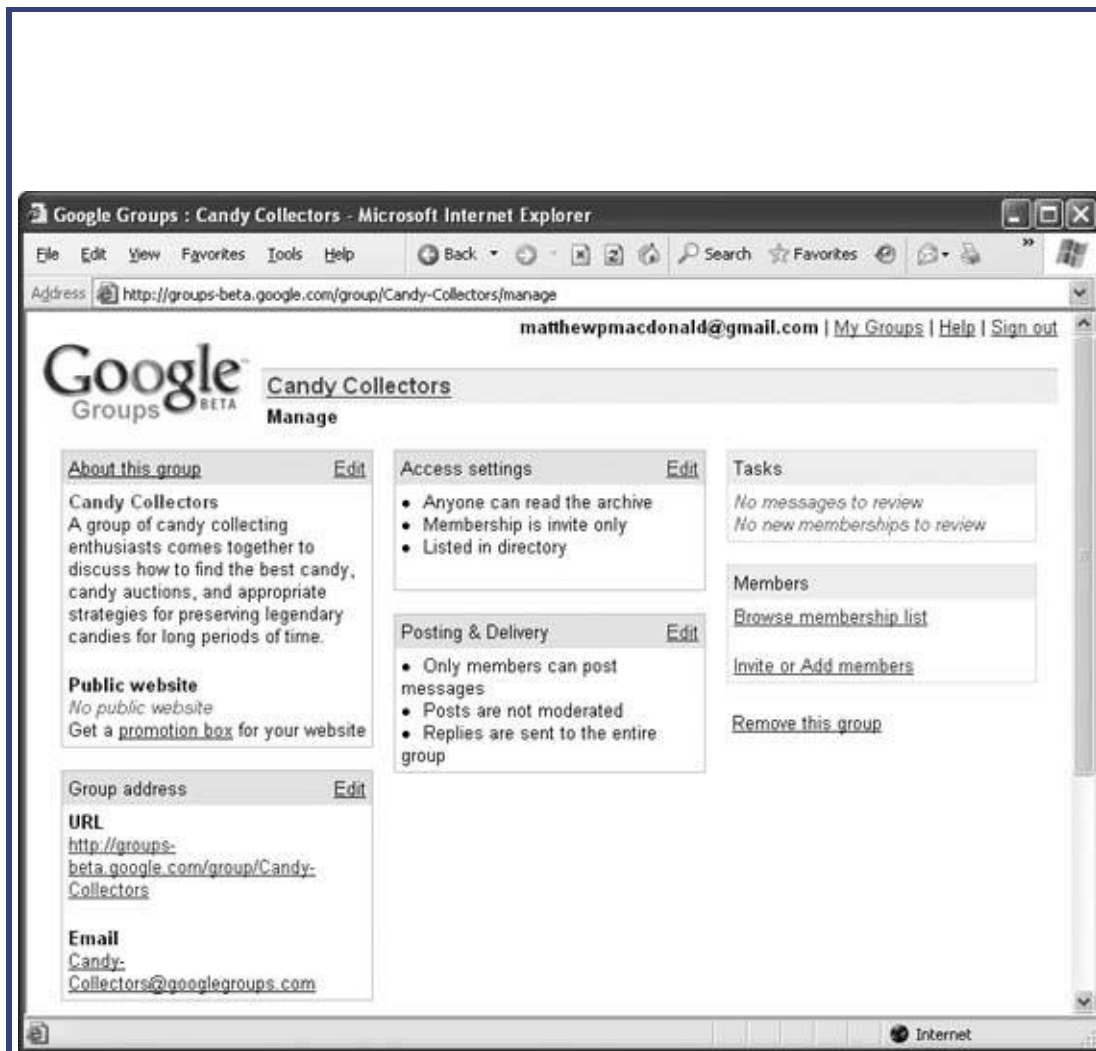 Google Groups : Candy Collectors - Microsoft Internet Explorer
File Edit View Favorites Tools Help Back Search Favorites »
Address http://groups-beta.google.com/group/Candy-Collectors/manage
matthewpmacdonald@gmail.com | My Groups | Help | Sign out
Google™
Groups BETA
Candy Collectors
Manage
About this group Edit
Candy Collectors
A group of candy collecting
enthusiasts comes together to
discuss how to find the best candy,
candy auctions, and appropriate
strategies for preserving legendary
candies for long periods of time.
Public website
No public website
Get a promotion box for your website
Group address Edit
URL
http://groups-
beta.google.com/group/Candy-
Collectors
Email
Candy-
Collectors@googlegroups.com
Access settings Edit
• Anyone can read the archive
• Membership is invite only
• Listed in directory
Posting & Delivery Edit
• Only members can post
messages
• Posts are not moderated
• Replies are sent to the entire
group
Tasks
No messages to review
No new memberships to review
Members
Browse membership list
Invite or Add members
Remove this group
Internet